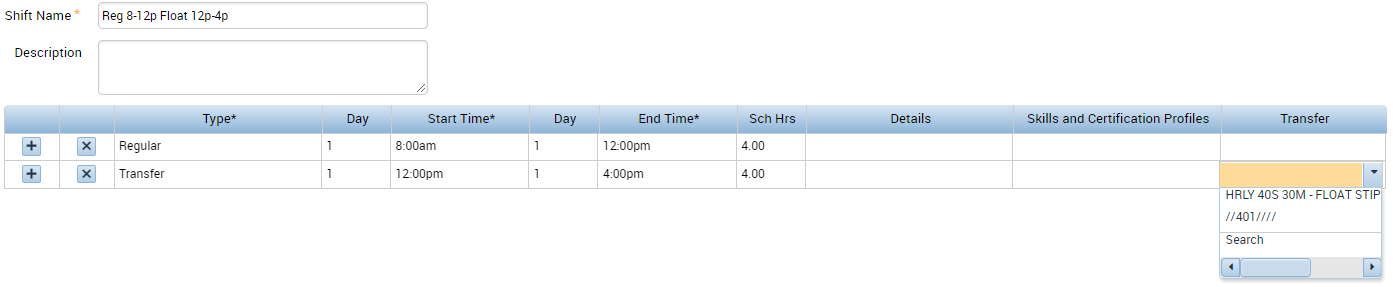 Shift Name * Reg 8-12p Float 12p-4p
Description
Type* Day Start Time* Day End Time* Sch Hrs Details Skills and Certification Profiles Transfer
Regular 1 8:00am 1 12:00pm 4.00
Transfer 1 12:00pm 1 4:00pm 4.00
HRLY 40S 30M - FLOAT STIP
//401////
Search